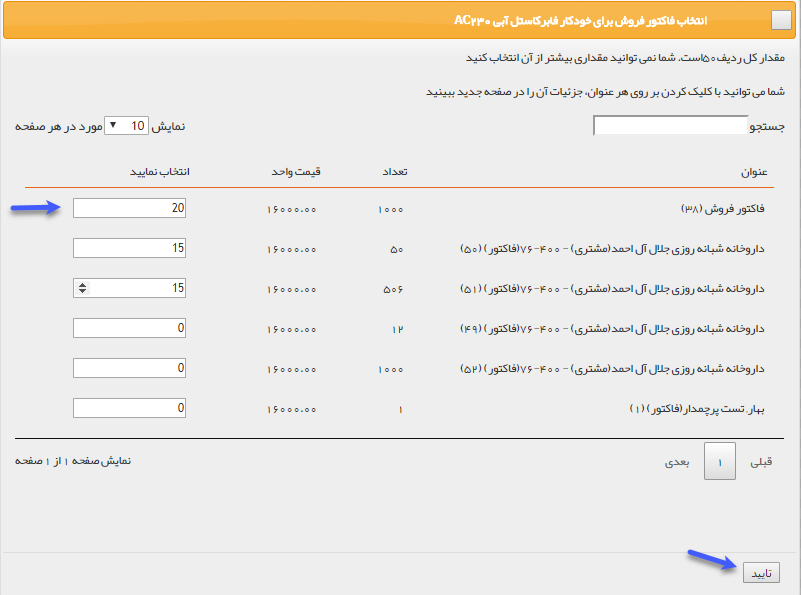 انتخاب فاکتور فروش برای خودکار فابرکاستل آبی AC۲۳۰
مقدار کل ردیف ۵۰است. شما نمی توانید مقداری بیشتر از آن انتخاب کنید
شما می توانید با کلیک کردن بر روی هر عنوان، جزئیات آن را در صفحه جدید ببینید
جستجو نمایش 10 مورد در هر صفحه
عنوان تعداد قیمت واحد انتخاب نمایید
فاکتور فروش (۳۸) ۱۰۰۰ ۱۶۰۰۰.۰۰ 20
داروخانه شبانه روزی جلال آل احمد(مشتری) - ۴۰۰-۷۶(فاکتور) (۵۰) ۵۰ ۱۶۰۰۰.۰۰ 15
داروخانه شبانه روزی جلال آل احمد(مشتری) - ۴۰۰-۷۶(فاکتور) (۵۱) ۵۰۶ ۱۶۰۰۰.۰۰ 15
داروخانه شبانه روزی جلال آل احمد(مشتری) - ۴۰۰-۷۶(فاکتور) (۴۹) ۱۲ ۱۶۰۰۰.۰۰ 0
داروخانه شبانه روزی جلال آل احمد(مشتری) - ۴۰۰-۷۶(فاکتور) (۵۲) ۱۰۰۰ ۱۶۰۰۰.۰۰ 0
بهار. تست پرچمدار(فاکتور) (۱) ۱ ۱۶۰۰۰.۰۰ 0
قبلی ۱ بعدی نمایش صفحه ۱ از ۱ صفحه
تایید